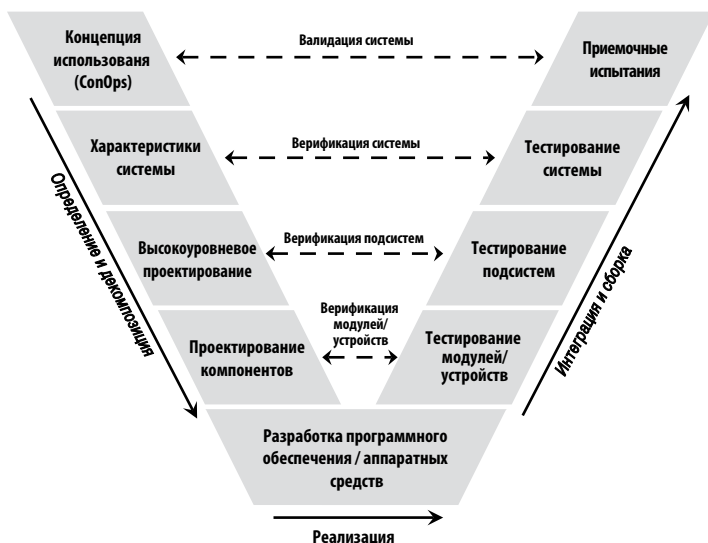 Концепция
использованя
(ConOps)
Валидация системы
Приемочные
испытания
Характеристики
системы
Верификация системы
Тестирование
системы
Определение и декомпозиция
Высокоуровневое
проектирование
Верификация подсистем
Тестирование
подсистем
Интеграция и сборка
Проектирование
компонентов
Верификация
модулей/
устройств
Тестирование
модулей/
устройств
Разработка программного
обеспечения / аппаратных
средств
Реализация